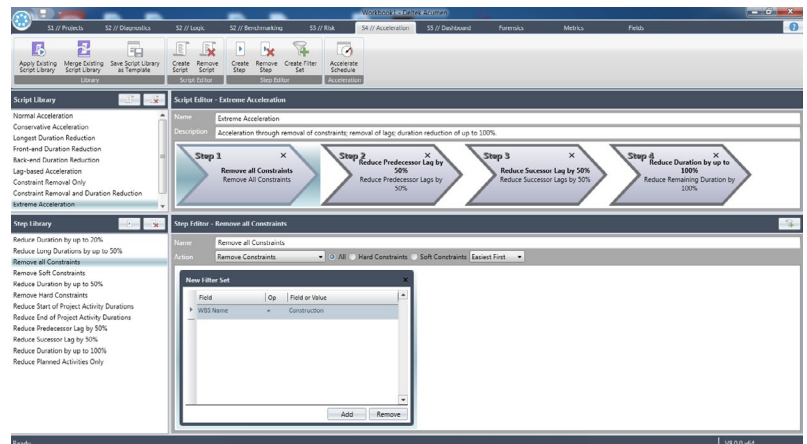 Workbook1 - Deltek Acumen
S1 // Projects S2 // Diagnostics S2 // Logic S2 // Benchmarking S3 // Risk S4 // Acceleration S5 // Dashboard Forensics Metrics Fields
Apply Existing Script Library
Merge Existing Script Library
Save Script Library as Template
Create Script
Remove Script
Create Step
Remove Step
Create Filter Set
Accelerate Schedule
Library Script Editor Step Editor Acceleration
Script Library
Normal Acceleration
Conservative Acceleration
Longest Duration Reduction
Front-end Duration Reduction
Back-end Duration Reduction
Lag-based Acceleration
Constraint Removal Only
Constraint Removal and Duration Reduction
Extreme Acceleration
Script Editor - Extreme Acceleration
Name Extreme Acceleration
Description Acceleration through removal of constraints; removal of lags; duration reduction of up to 100%.
Step 1
Remove all Constraints
Remove All Constraints
Step 2
Reduce Predecessor Lag by
50%
Reduce Predecessor Lags by
50%
Step 3
Reduce Sucessor Lag by 50%
Reduce Successor Lags by 50%
Step 4
Reduce Duration by up to
100%
Reduce Remaining Duration by
100%
Step Library
Reduce Duration by up to 20%
Reduce Long Durations by up to 50%
Remove all Constraints
Remove Soft Constraints
Reduce Duration by up to 50%
Remove Hard Constraints
Reduce Start of Project Activity Durations
Reduce End of Project Activity Durations
Reduce Predecessor Lag by 50%
Reduce Sucessor Lag by 50%
Reduce Duration by up to 100%
Reduce Planned Activities Only
Step Editor - Remove all Constraints
Name Remove all Constraints
Action Remove Constraints All Hard Constraints Soft Constraints Easiest First
New Filter Set
Field Op Field or Value
WBS Name = Construction
Add Remove
Ready